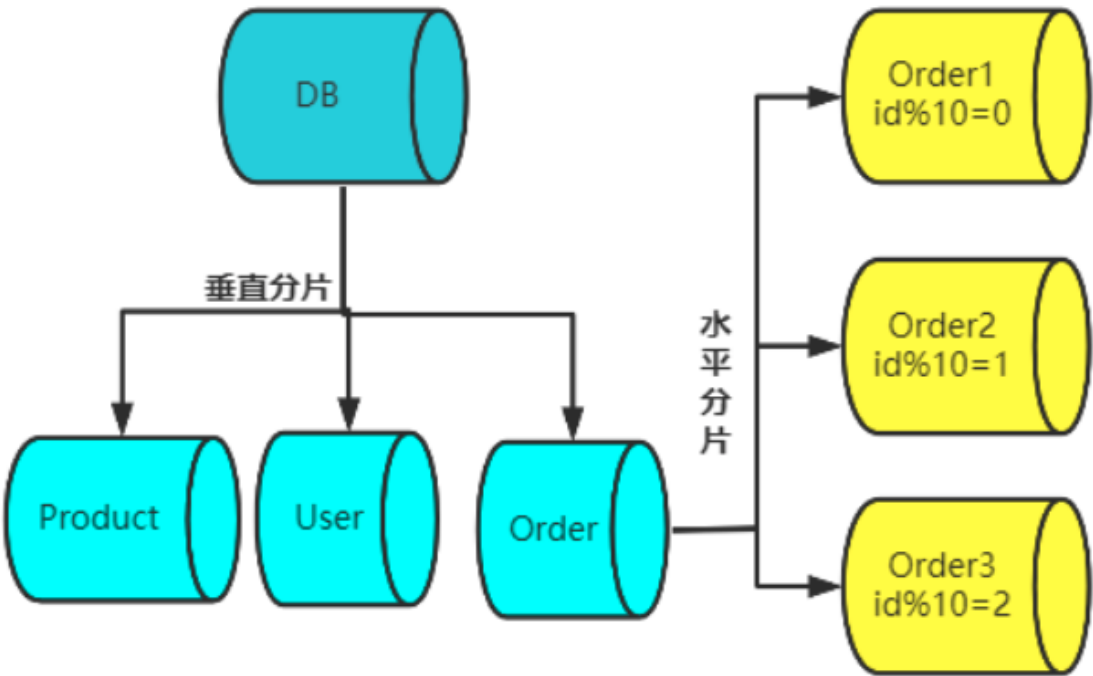 DB
垂直分片
Product
User
Order
水
平
分
片
Order1
id%10=0
Order2
id%10=1
Order3
id%10=2